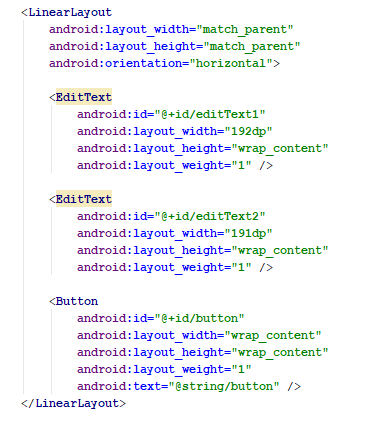 <LinearLayout
android:layout_width="match_parent"
android:layout_height="match_parent"
android:orientation="horizontal">
<EditText
android:id="@+id/editText1"
android:layout_width="192dp"
android:layout_height="wrap_content"
android:layout_weight="1" />
<EditText
android:id="@+id/editText2"
android:layout_width="191dp"
android:layout_height="wrap_content"
android:layout_weight="1" />
<Button
android:id="@+id/button"
android:layout_width="wrap_content"
android:layout_height="wrap_content"
android:layout_weight="1"
android:text="@string/button" />
</LinearLayout>